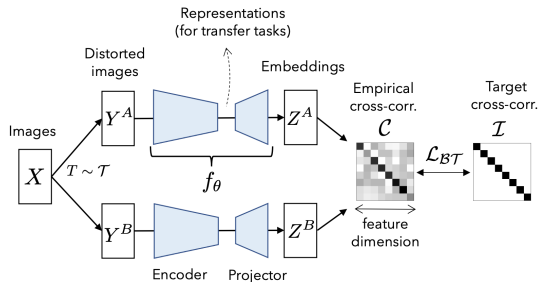 Representations
(for transfer tasks)
Distorted
images
Embeddings
Empirical
cross-corr.
Target
cross-corr.
Images
Y^A
Z^A
C
I
L_BT
X
T ~ T
f_θ
feature
dimension
Y^B
Z^B
Encoder
Projector